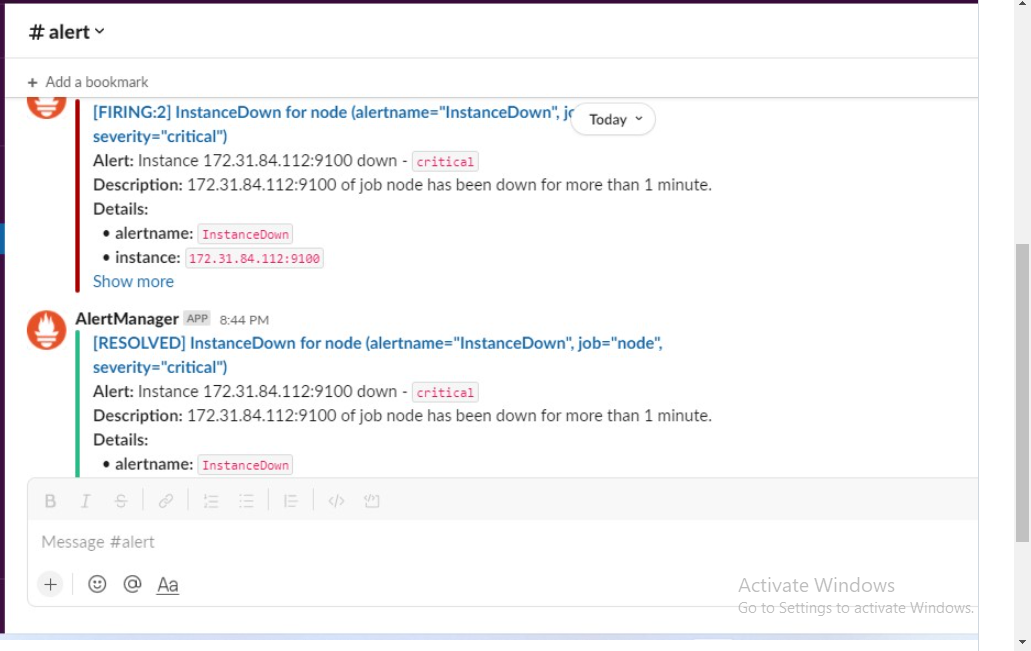 # alert
+ Add a bookmark
[FIRING:2] InstanceDown for node (alertname="InstanceDown",
Today
severity="critical")
Alert: Instance 172.31.84.112:9100 down - critical
Description: 172.31.84.112:9100 of job node has been down for more than 1 minute.
Details:
• alertname: InstanceDown
• instance: 172.31.84.112:9100
Show more
AlertManager APP 8:44 PM
[RESOLVED] InstanceDown for node (alertname="InstanceDown", job="node",
severity="critical")
Alert: Instance 172.31.84.112:9100 down - critical
Description: 172.31.84.112:9100 of job node has been down for more than 1 minute.
Details:
• alertname: InstanceDown
B I S
Message #alert
+ @ Aa
Activate Windows
Go to Settings to activate Windows.